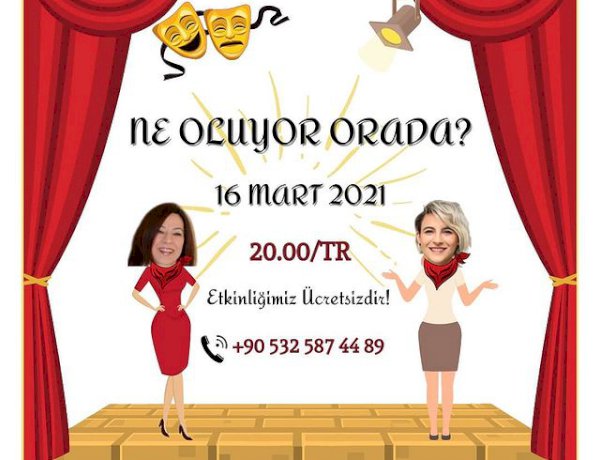 NE OLUYOR ORADA?
16 MART 2021
20.00/TR
Etkinliğimiz Ücretsizdir!
+90 532 587 44 89